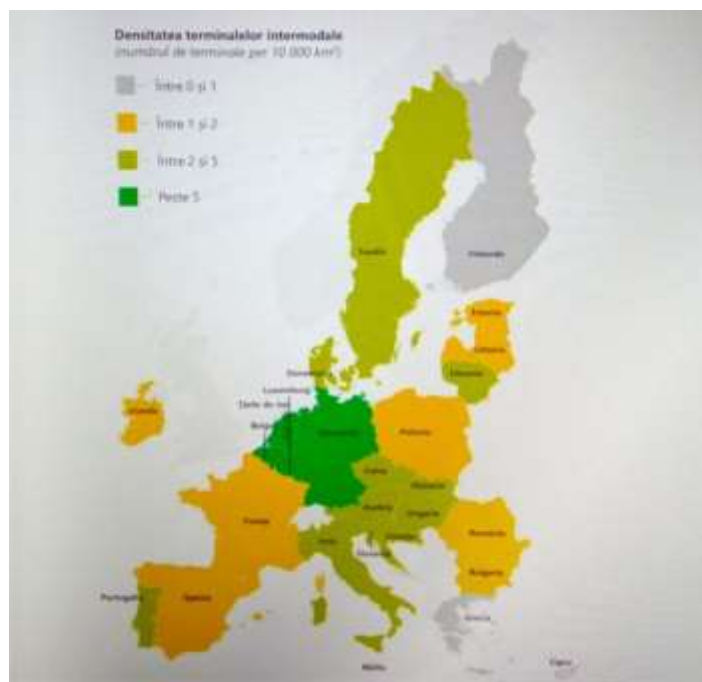 Densitatea terminalelor intermodale
(numărul de terminale per 10 000 km²)
Între 0 și 1
Între 1 și 2
Între 2 și 5
Peste 5
Suedia
Finlanda
Estonia
Letonia
Lituania
Danemarca
Luxemburg
Țările de Jos
Belgia
Irlanda
Germania
Polonia
Cehia
Slovacia
Austria
Ungaria
Franța
Italia
Slovenia
Croația
România
Bulgaria
Portugalia
Spania
Grecia
Malta
Cipru